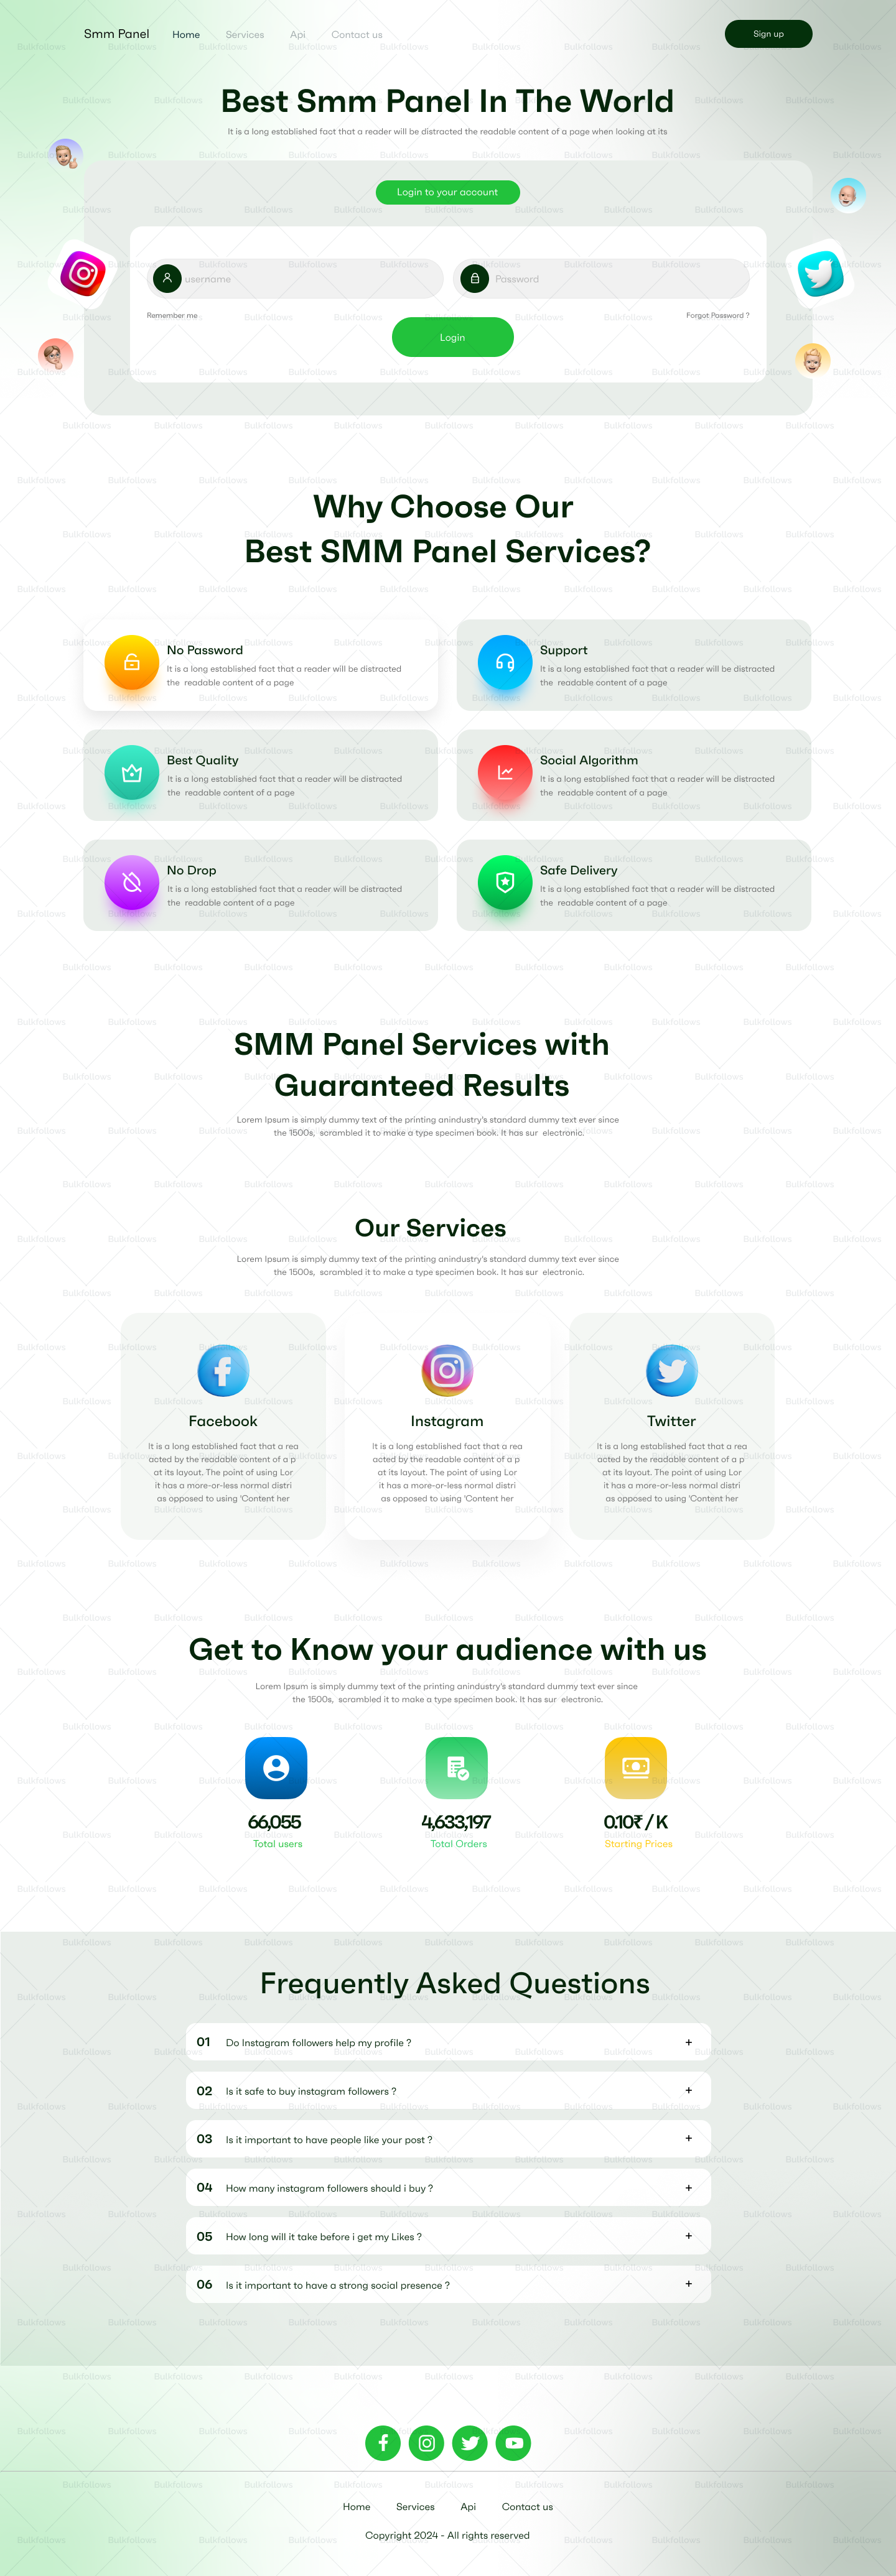 Smm Panel Home Services Api Contact us Sign up
Best Smm Panel In The World
It is a long established fact that a reader will be distracted the readable content of a page when looking at its
Login to your account
username
Password
Remember me
Forgot Password ?
Login
Why Choose Our
Best SMM Panel Services?
No Password
It is a long established fact that a reader will be distracted
the readable content of a page
Support
It is a long established fact that a reader will be distracted
the readable content of a page
Best Quality
It is a long established fact that a reader will be distracted
the readable content of a page
Social Algorithm
It is a long established fact that a reader will be distracted
the readable content of a page
No Drop
It is a long established fact that a reader will be distracted
the readable content of a page
Safe Delivery
It is a long established fact that a reader will be distracted
the readable content of a page
SMM Panel Services with
Guaranteed Results
Lorem Ipsum is simply dummy text of the printing anindustry's standard dummy text ever since
the 1500s, scrambled it to make a type specimen book. It has sur electronic.
Our Services
Lorem Ipsum is simply dummy text of the printing anindustry's standard dummy text ever since
the 1500s, scrambled it to make a type specimen book. It has sur electronic.
Facebook
It is a long established fact that a rea
acted by the readable content of a p
at its layout. The point of using Lor
it has a more-or-less normal distri
as opposed to using 'Content her
Instagram
It is a long established fact that a rea
acted by the readable content of a p
at its layout. The point of using Lor
it has a more-or-less normal distri
as opposed to using 'Content her
Twitter
It is a long established fact that a rea
acted by the readable content of a p
at its layout. The point of using Lor
it has a more-or-less normal distri
as opposed to using 'Content her
Get to Know your audience with us
Lorem Ipsum is simply dummy text of the printing anindustry's standard dummy text ever since
the 1500s, scrambled it to make a type specimen book. It has sur electronic.
66,055
Total users
4,633,197
Total Orders
0.10₹ / K
Starting Prices
Frequently Asked Questions
01 Do Instagram followers help my profile ? +
02 Is it safe to buy instagram followers ? +
03 Is it important to have people like your post ? +
04 How many instagram followers should i buy ? +
05 How long will it take before i get my Likes ? +
06 Is it important to have a strong social presence ? +
Home Services Api Contact us
Copyright 2024 - All rights reserved
Bulkfollows